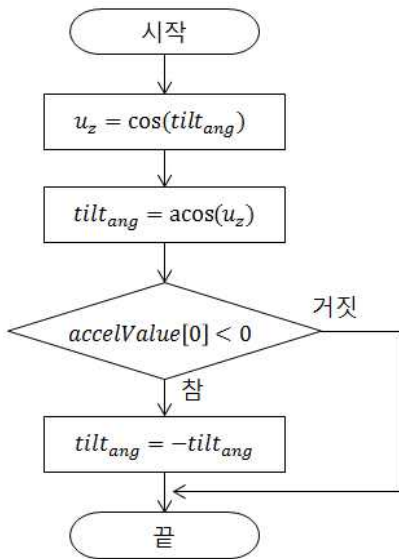 시작
u_z = cos(tilt_ang)
tilt_ang = acos(u_z)
accelValue[0] < 0
거짓
참
tilt_ang = −tilt_ang
끝